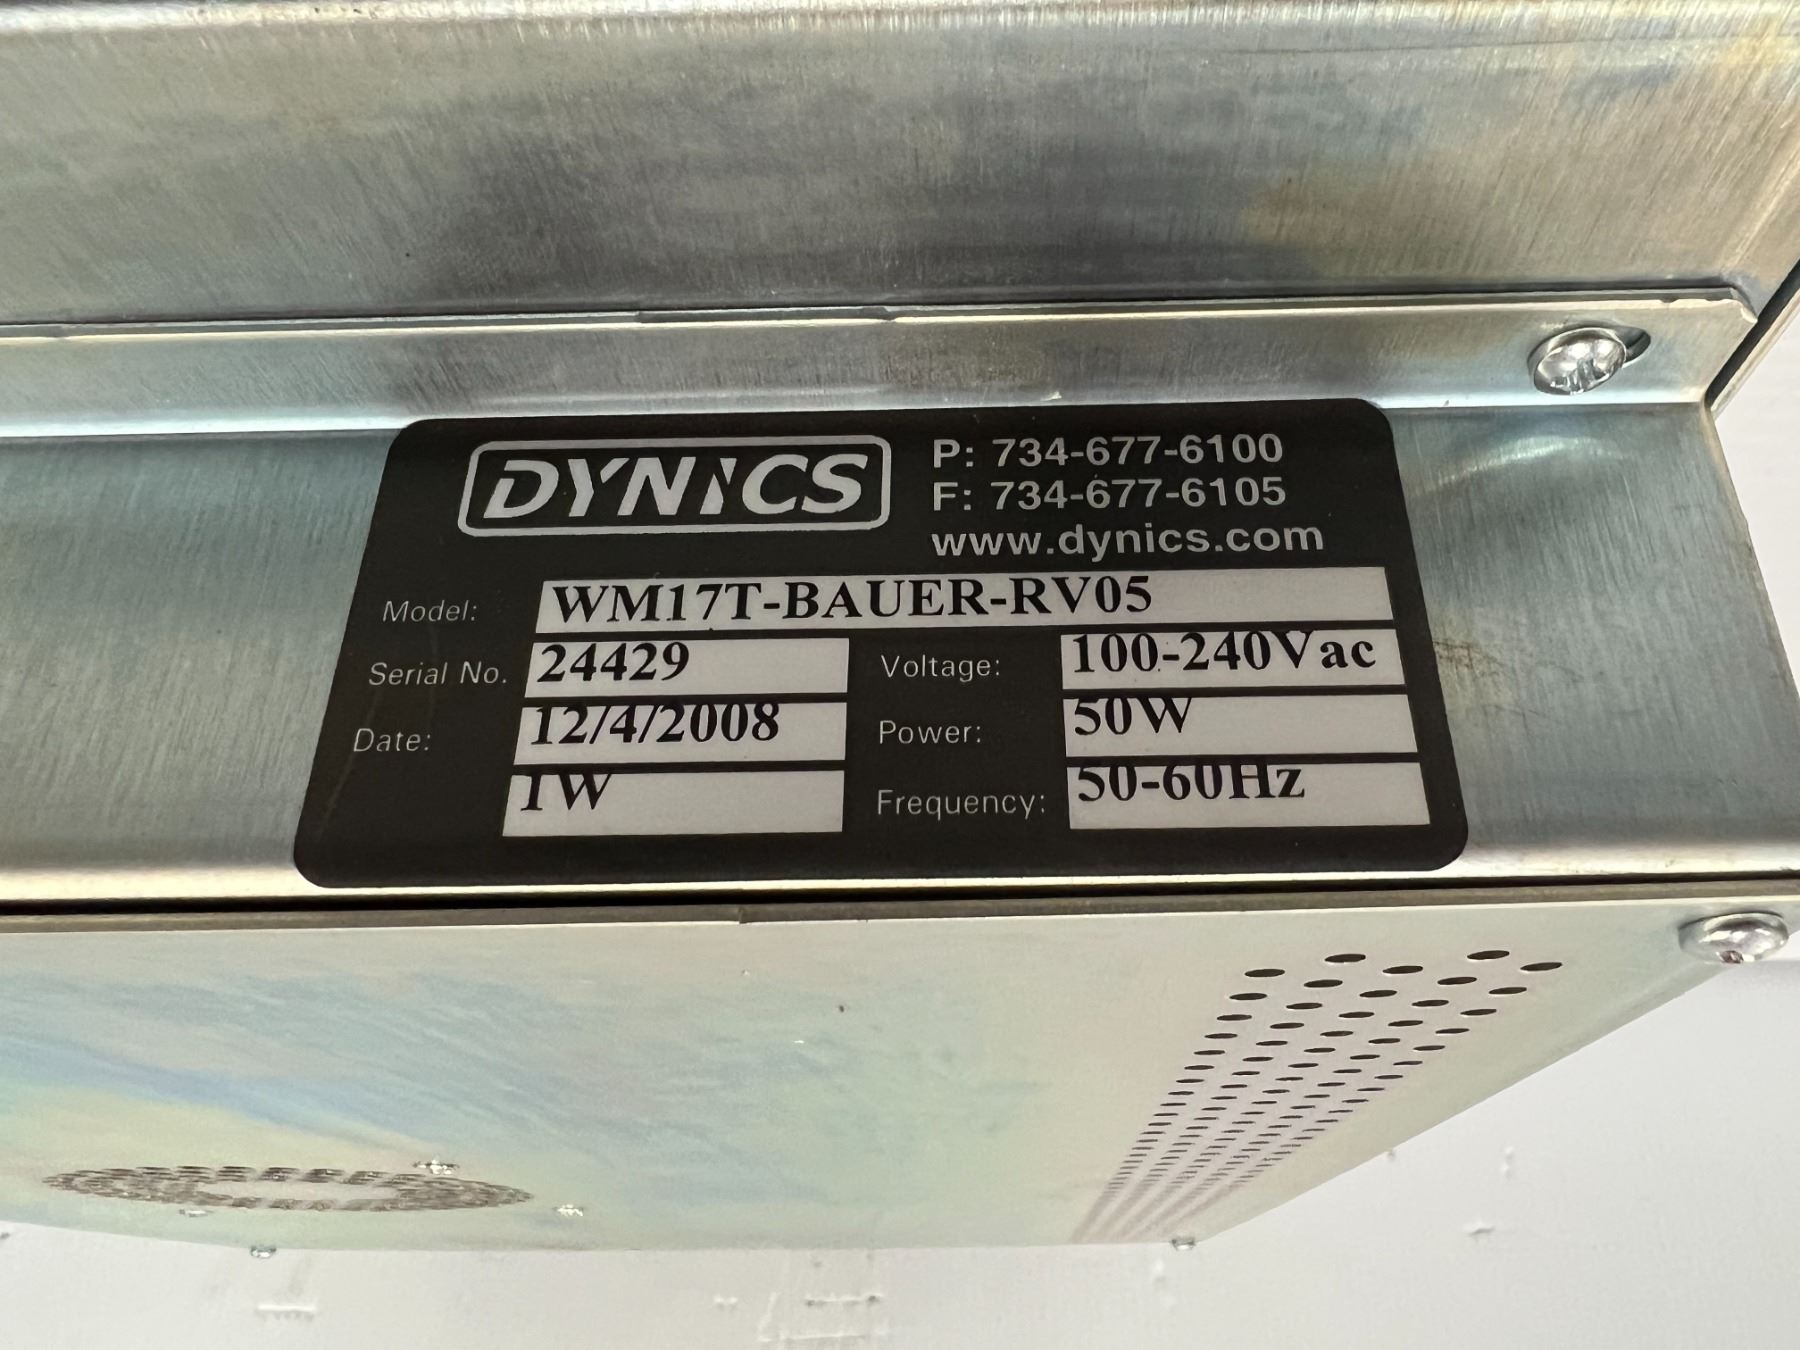 DYNICS
P: 734-677-6100
F: 734-677-6105
www.dynics.com
Model: WM17T-BAUER-RV05
Serial No. 24429 Voltage: 100-240Vac
Date: 12/4/2008 Power: 50W
1W Frequency: 50-60Hz